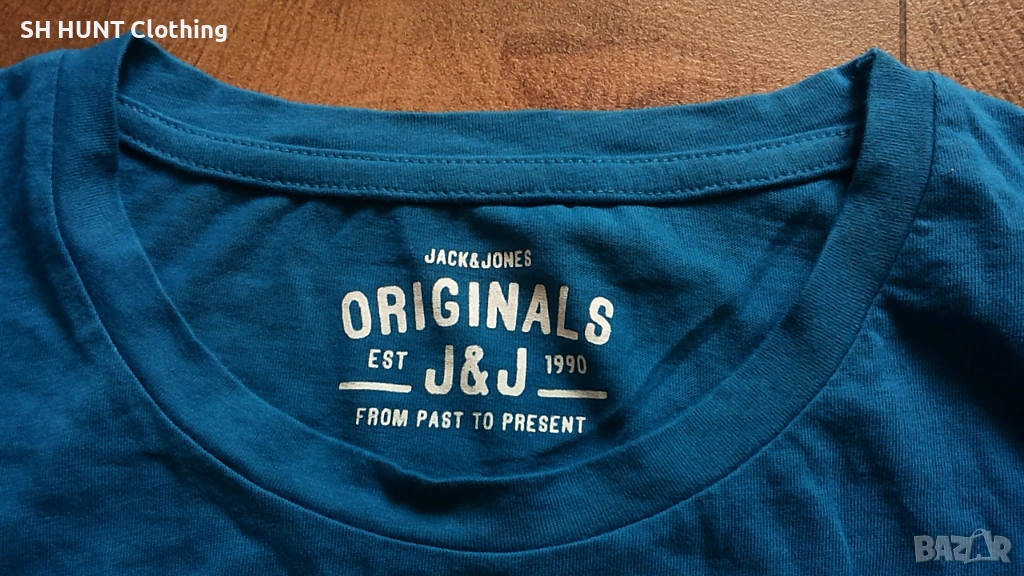 SH HUNT Clothing
JACK&JONES
ORIGINALS
EST J&J 1990
FROM PAST TO PRESENT
BAZAR